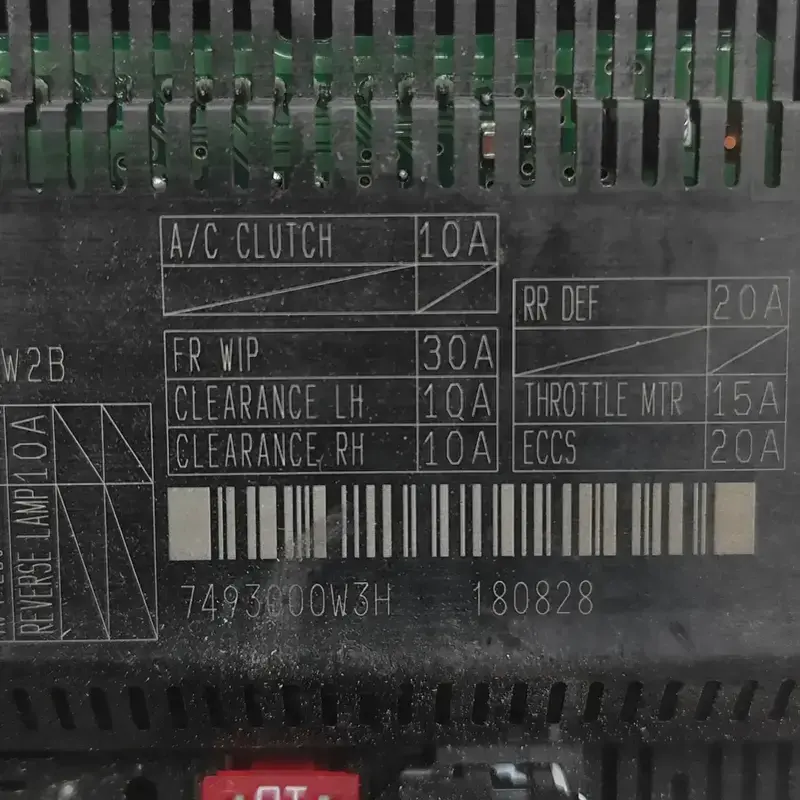 A/C CLUTCH 10A
RR DEF 20A
W2B
FR WIP 30A
CLEARANCE LH 10A
THROTTLE MTR 15A
CLEARANCE RH 10A
ECCS 20A
REVERSE LAMP 10A
7493000W3H 180828